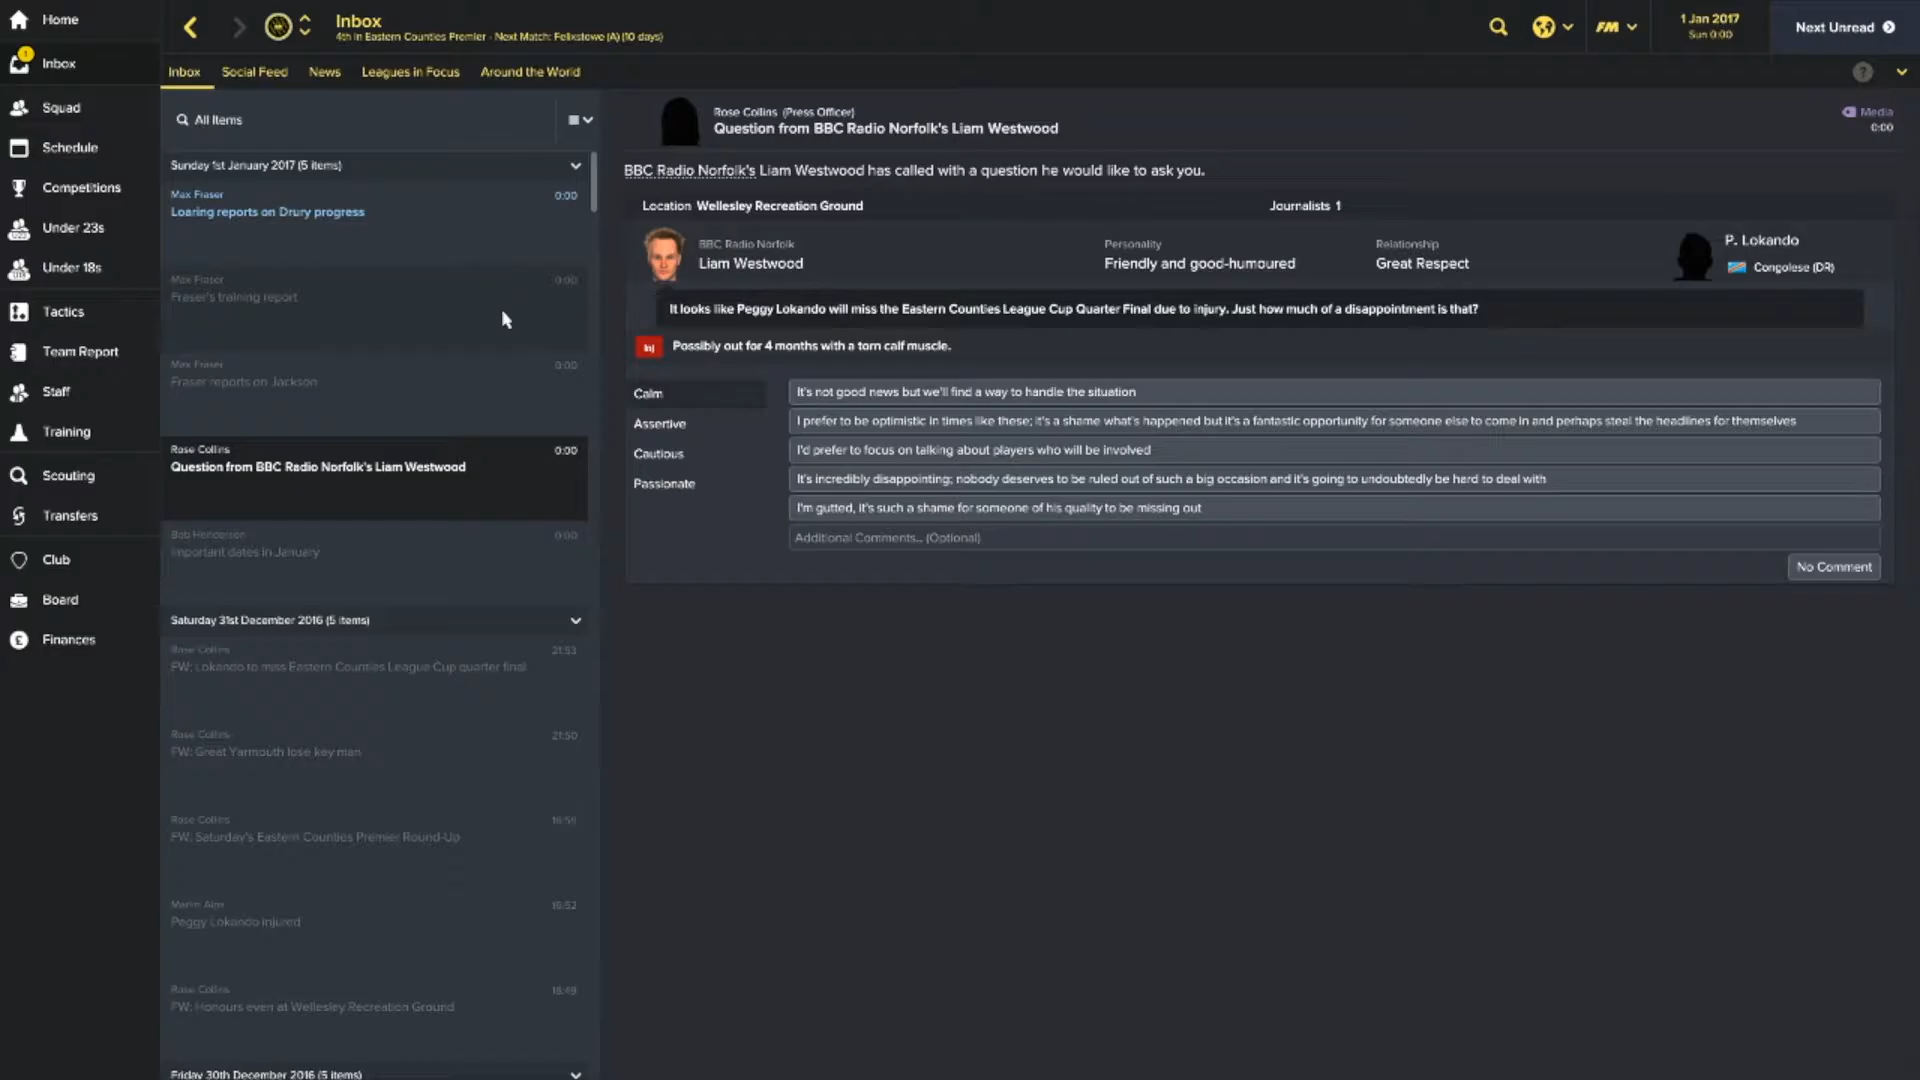 Home
Inbox
Squad
Schedule
Competitions
Under 23s
Under 18s
Tactics
Team Report
Staff
Training
Scouting
Transfers
Club
Board
Finances
Inbox
4th in Eastern Counties Premier - Next Match: Felixstowe (A) (10 days)
FM
1 Jan 2017
Sun 0:00
Next Unread
Inbox Social Feed News Leagues in Focus Around the World
?
All Items
Sunday 1st January 2017 (5 items)
Max Fraser 0:00
Loaring reports on Drury progress
Max Fraser 0:00
Fraser's training report
Max Fraser 0:00
Fraser reports on Jackson
Rose Collins 0:00
Question from BBC Radio Norfolk's Liam Westwood
Bob Henderson 0:00
Important dates in January
Saturday 31st December 2016 (5 items)
Rose Collins 21:53
FW: Lokando to miss Eastern Counties League Cup quarter final
Rose Collins 21:50
FW: Great Yarmouth lose key man
Rose Collins
FW: Saturday's Eastern Counties Premier Round-Up
Peggy Lokando injured
Rose Collins
FW: Honours even at Wellesley Recreation Ground
Friday 30th December 2016 (5 items)
Rose Collins (Press Officer)
Question from BBC Radio Norfolk's Liam Westwood
Media
0:00
BBC Radio Norfolk's Liam Westwood has called with a question he would like to ask you.
Location Wellesley Recreation Ground Journalists 1
BBC Radio Norfolk
Liam Westwood
Personality
Friendly and good-humoured
Relationship
Great Respect
P. Lokando
Congolese (DR)
It looks like Peggy Lokando will miss the Eastern Counties League Cup Quarter Final due to injury. Just how much of a disappointment is that?
Inj Possibly out for 4 months with a torn calf muscle.
Calm
Assertive
Cautious
Passionate
It's not good news but we'll find a way to handle the situation
I prefer to be optimistic in times like these; it's a shame what's happened but it's a fantastic opportunity for someone else to come in and perhaps steal the headlines for themselves
I'd prefer to focus on talking about players who will be involved
It's incredibly disappointing; nobody deserves to be ruled out of such a big occasion and it's going to undoubtedly be hard to deal with
I'm gutted, it's such a shame for someone of his quality to be missing out
Additional Comments... (Optional)
No Comment